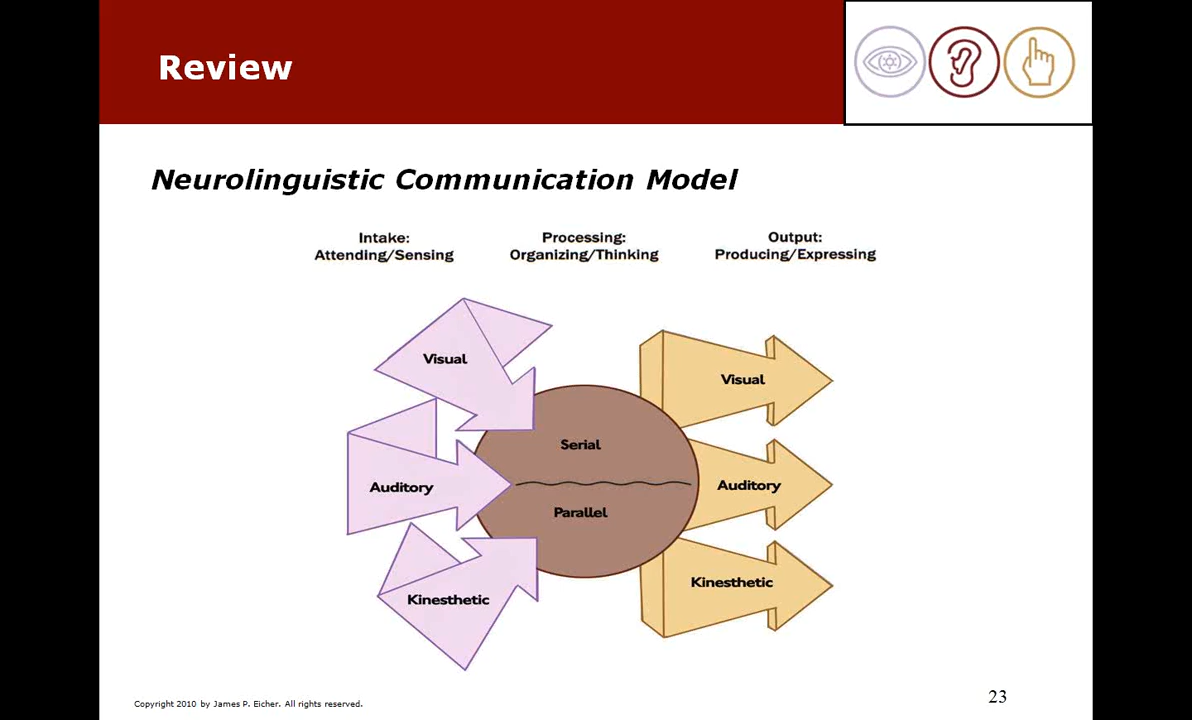 Review
Neurolinguistic Communication Model
Intake:
Attending/Sensing
Processing:
Organizing/Thinking
Output:
Producing/Expressing
Visual
Auditory
Kinesthetic
Serial
Parallel
Visual
Auditory
Kinesthetic
Copyright 2010 by James P. Eicher. All rights reserved.
23